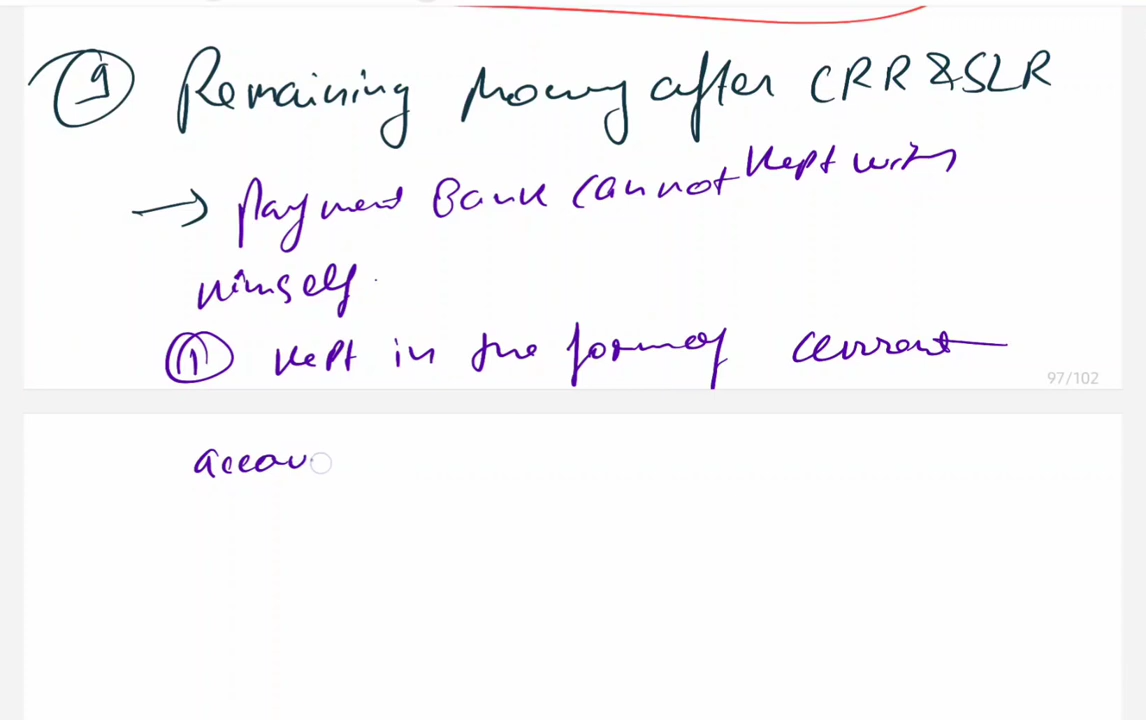 9 Remaining Money after CRR & SLR
→ Payment Bank cannot kept with
himself.
1 Kept in the form of current
97/102
accou